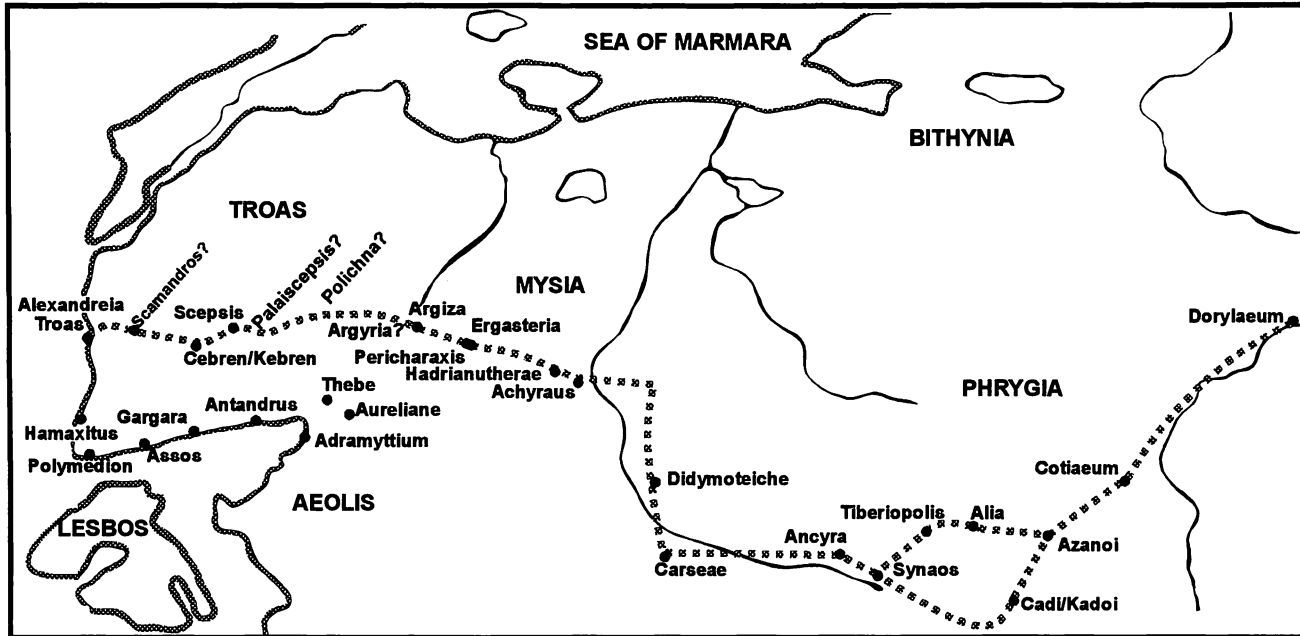 SEA OF MARMARA
BITHYNIA
TROAS
Scamandros?
Palaiscepsis?
Polichna?
MYSIA
Alexandreia
Troas
Scepsis
Argiza
Argyria?
Ergasteria
Dorylaeum
Cebren/Kebren
Pericharaxis
Hadrianutherae
Achyraus
PHRYGIA
Thebe
Aureliane
Antandrus
Gargara
Hamaxitus
Adramyttium
Assos
Polymedion
Cotiaeum
Didymoteiche
AEOLIS
LESBOS
Tiberiopolis
Alia
Ancyra
Azanoi
Carseae
Synaos
Cadi/Kadoi